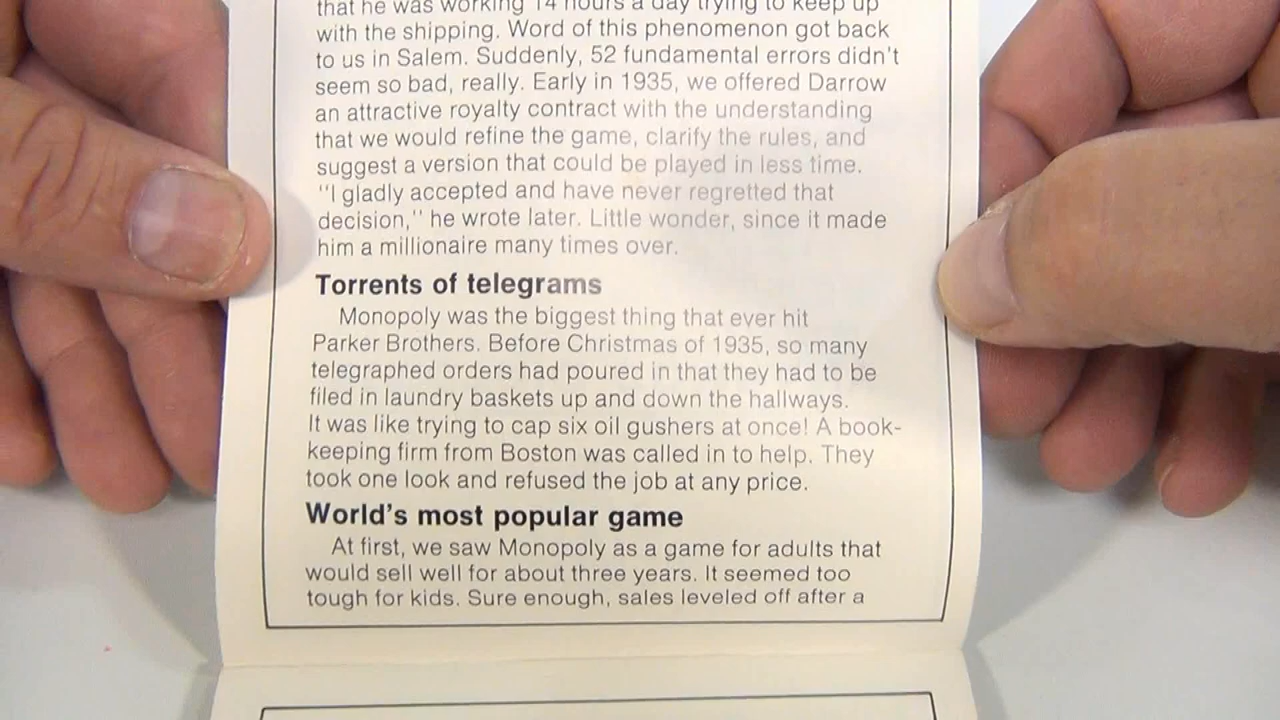 that he was working 14 hours a day trying to keep up
with the shipping. Word of this phenomenon got back
to us in Salem. Suddenly, 52 fundamental errors didn't
seem so bad, really. Early in 1935, we offered Darrow
an attractive royalty contract with the understanding
that we would refine the game, clarify the rules, and
suggest a version that could be played in less time.
"I gladly accepted and have never regretted that
decision," he wrote later. Little wonder, since it made
him a millionaire many times over.
Torrents of telegrams
Monopoly was the biggest thing that ever hit
Parker Brothers. Before Christmas of 1935, so many
telegraphed orders had poured in that they had to be
filed in laundry baskets up and down the hallways.
It was like trying to cap six oil gushers at once! A book-
keeping firm from Boston was called in to help. They
took one look and refused the job at any price.
World's most popular game
At first, we saw Monopoly as a game for adults that
would sell well for about three years. It seemed too
tough for kids. Sure enough, sales leveled off after a